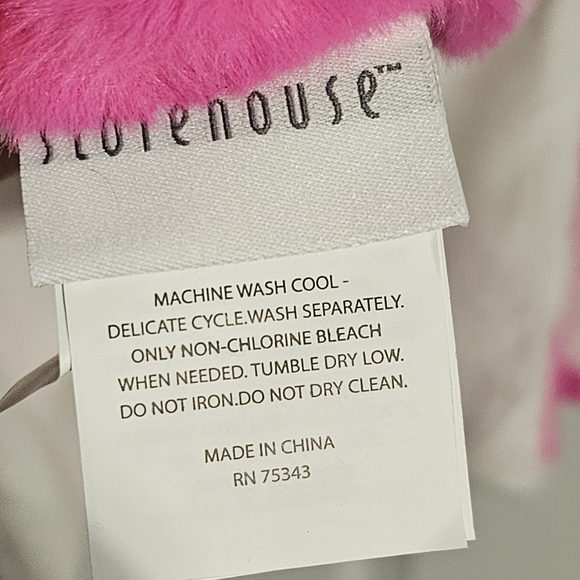 storehouse™
MACHINE WASH COOL -
DELICATE CYCLE.WASH SEPARATELY.
ONLY NON-CHLORINE BLEACH
WHEN NEEDED. TUMBLE DRY LOW.
DO NOT IRON.DO NOT DRY CLEAN.
MADE IN CHINA
RN 75343